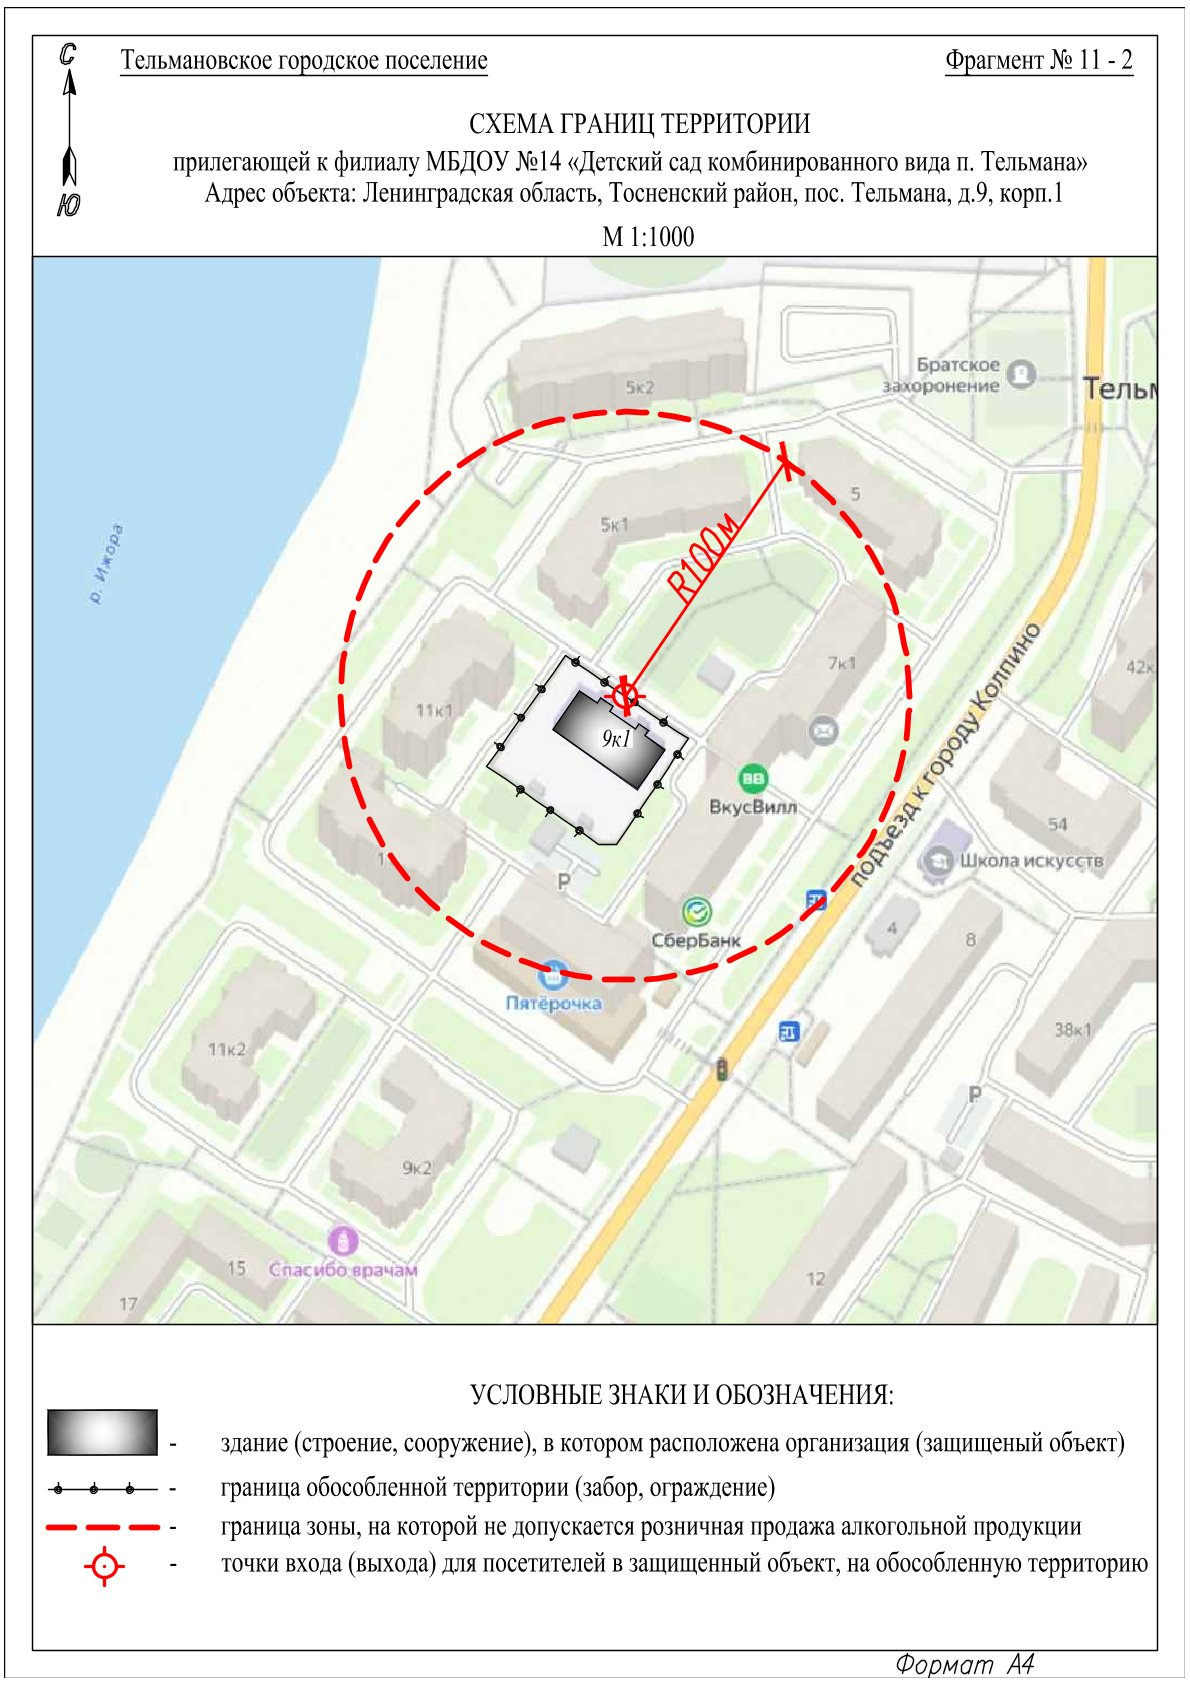 С
Тельмановское городское поселение
Фрагмент № 11 - 2
СХЕМА ГРАНИЦ ТЕРРИТОРИИ
прилегающей к филиалу МБДОУ №14 «Детский сад комбинированного вида п. Тельмана»
Адрес объекта: Ленинградская область, Тосненский район, пос. Тельмана, д.9, корп.1
Ю
М 1:1000
Братское
захоронение
5к2
Тельм
5
5к1
р. Ижора
R100м
7к1
42к
11к1
9к1
подъезд к городу Колпино
ВВ
ВкусВилл
54
Школа искусств
1
Р
4
8
СберБанк
Пятёрочка
38к1
11к2
Р
9к2
15
Спасибо врачам
12
17
УСЛОВНЫЕ ЗНАКИ И ОБОЗНАЧЕНИЯ:
- здание (строение, сооружение), в котором расположена организация (защищеный объект)
- граница обособленной территории (забор, ограждение)
- граница зоны, на которой не допускается розничная продажа алкогольной продукции
- точки входа (выхода) для посетителей в защищенный объект, на обособленную территорию
Формат А4